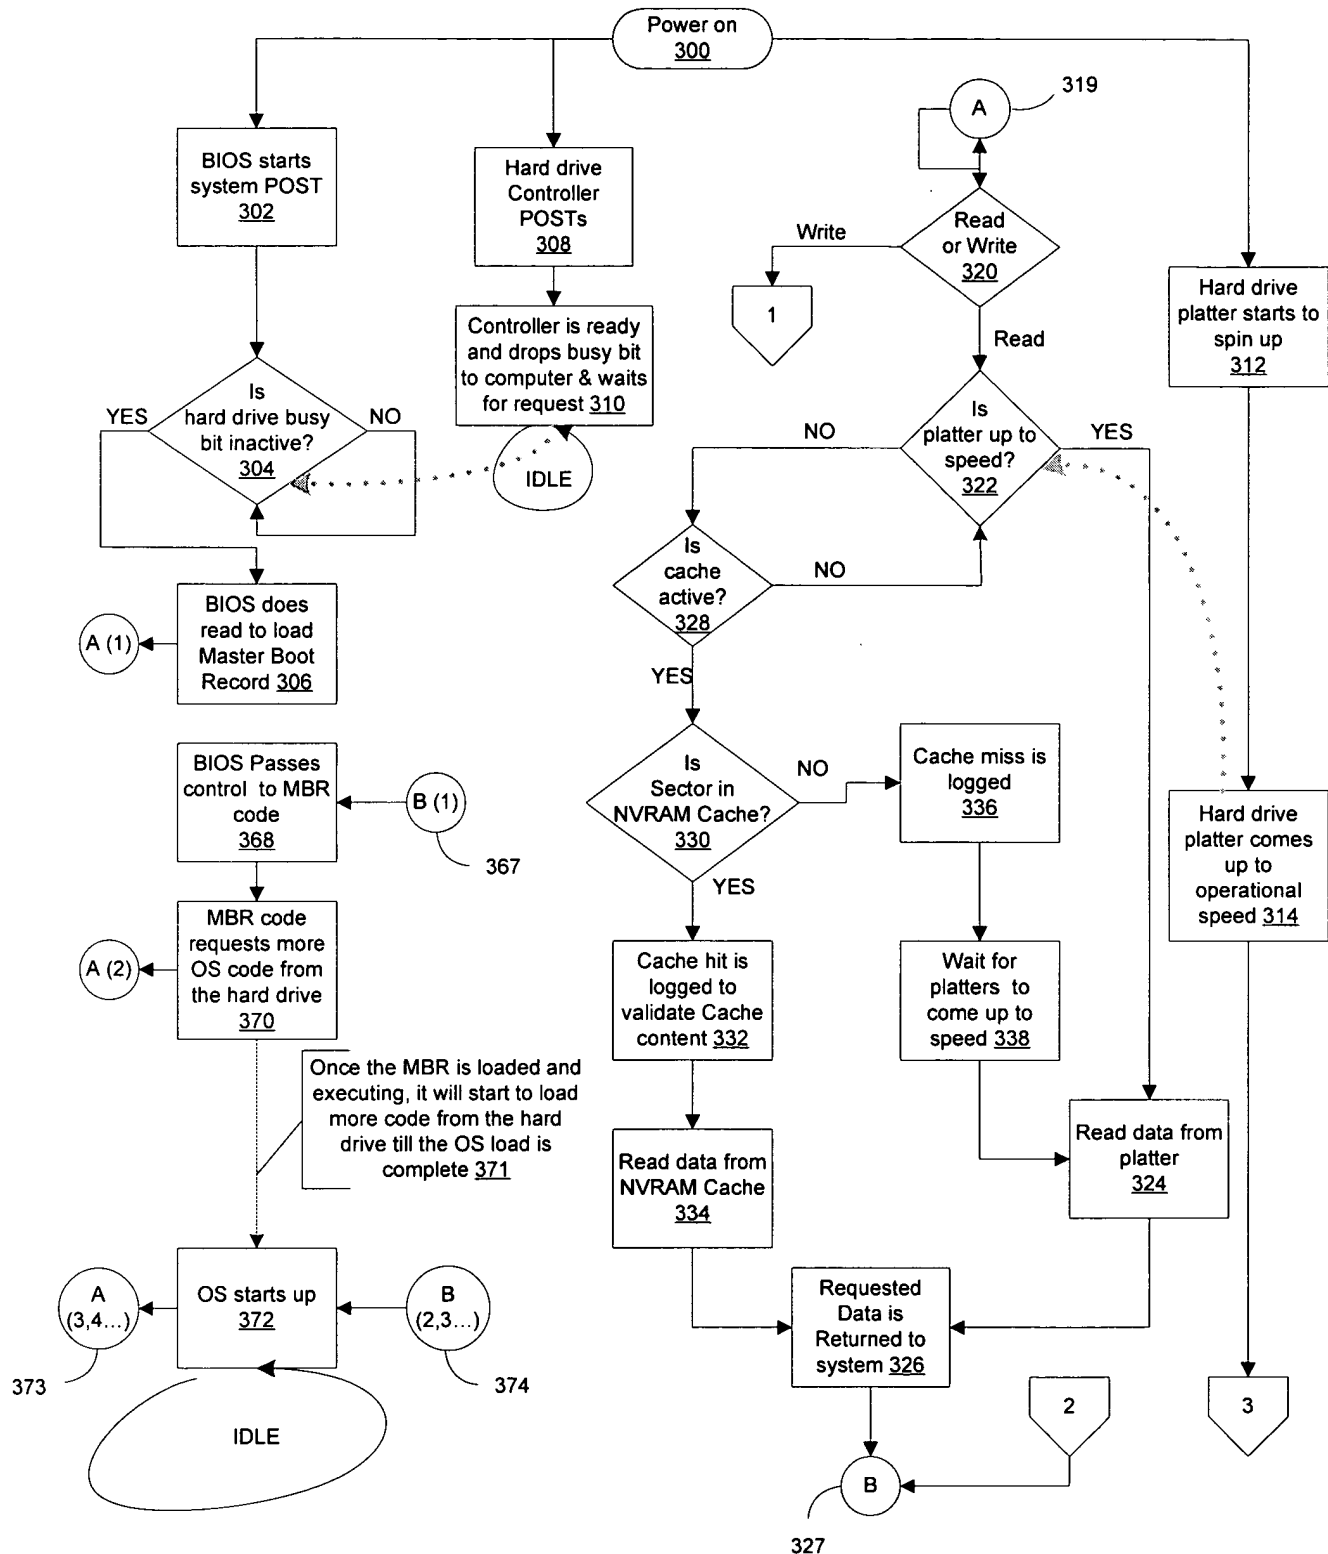 Power on
300
A
319
BIOS starts
system POST
302
Hard drive
Controller
POSTs
308
Read
or Write
320
Write
1
Read
Hard drive
platter starts to
spin up
312
Controller is ready
and drops busy bit
to computer & waits
for request 310
IDLE
Is
hard drive busy
bit inactive?
304
YES
NO
Is
platter up to
speed?
322
NO
YES
Is
cache
active?
328
NO
YES
BIOS does
read to load
Master Boot
Record 306
A (1)
Is
Sector in
NVRAM Cache?
330
NO
YES
Cache miss is
logged
336
Hard drive
platter comes
up to
operational
speed 314
BIOS Passes
control to MBR
code
368
B (1)
367
MBR code
requests more
OS code from
the hard drive
370
A (2)
Cache hit is
logged to
validate Cache
content 332
Wait for
platters to
come up to
speed 338
Once the MBR is loaded and
executing, it will start to load
more code from the hard
drive till the OS load is
complete 371
Read data from
NVRAM Cache
334
Read data from
platter
324
OS starts up
372
A
(3,4...)
373
B
(2,3...)
374
IDLE
Requested
Data is
Returned to
system 326
2
3
B
327